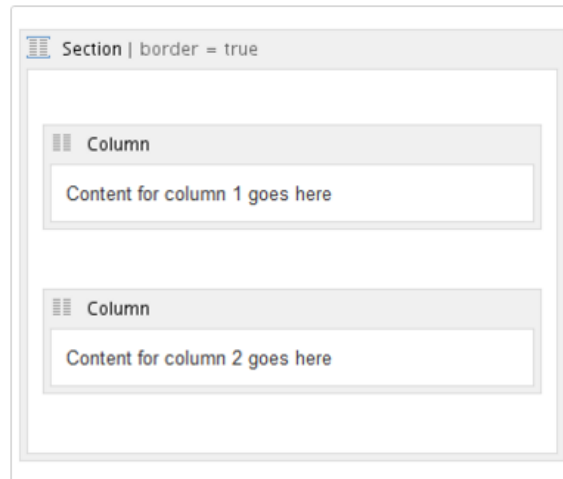 Section | border = true
Column
Content for column 1 goes here
Column
Content for column 2 goes here